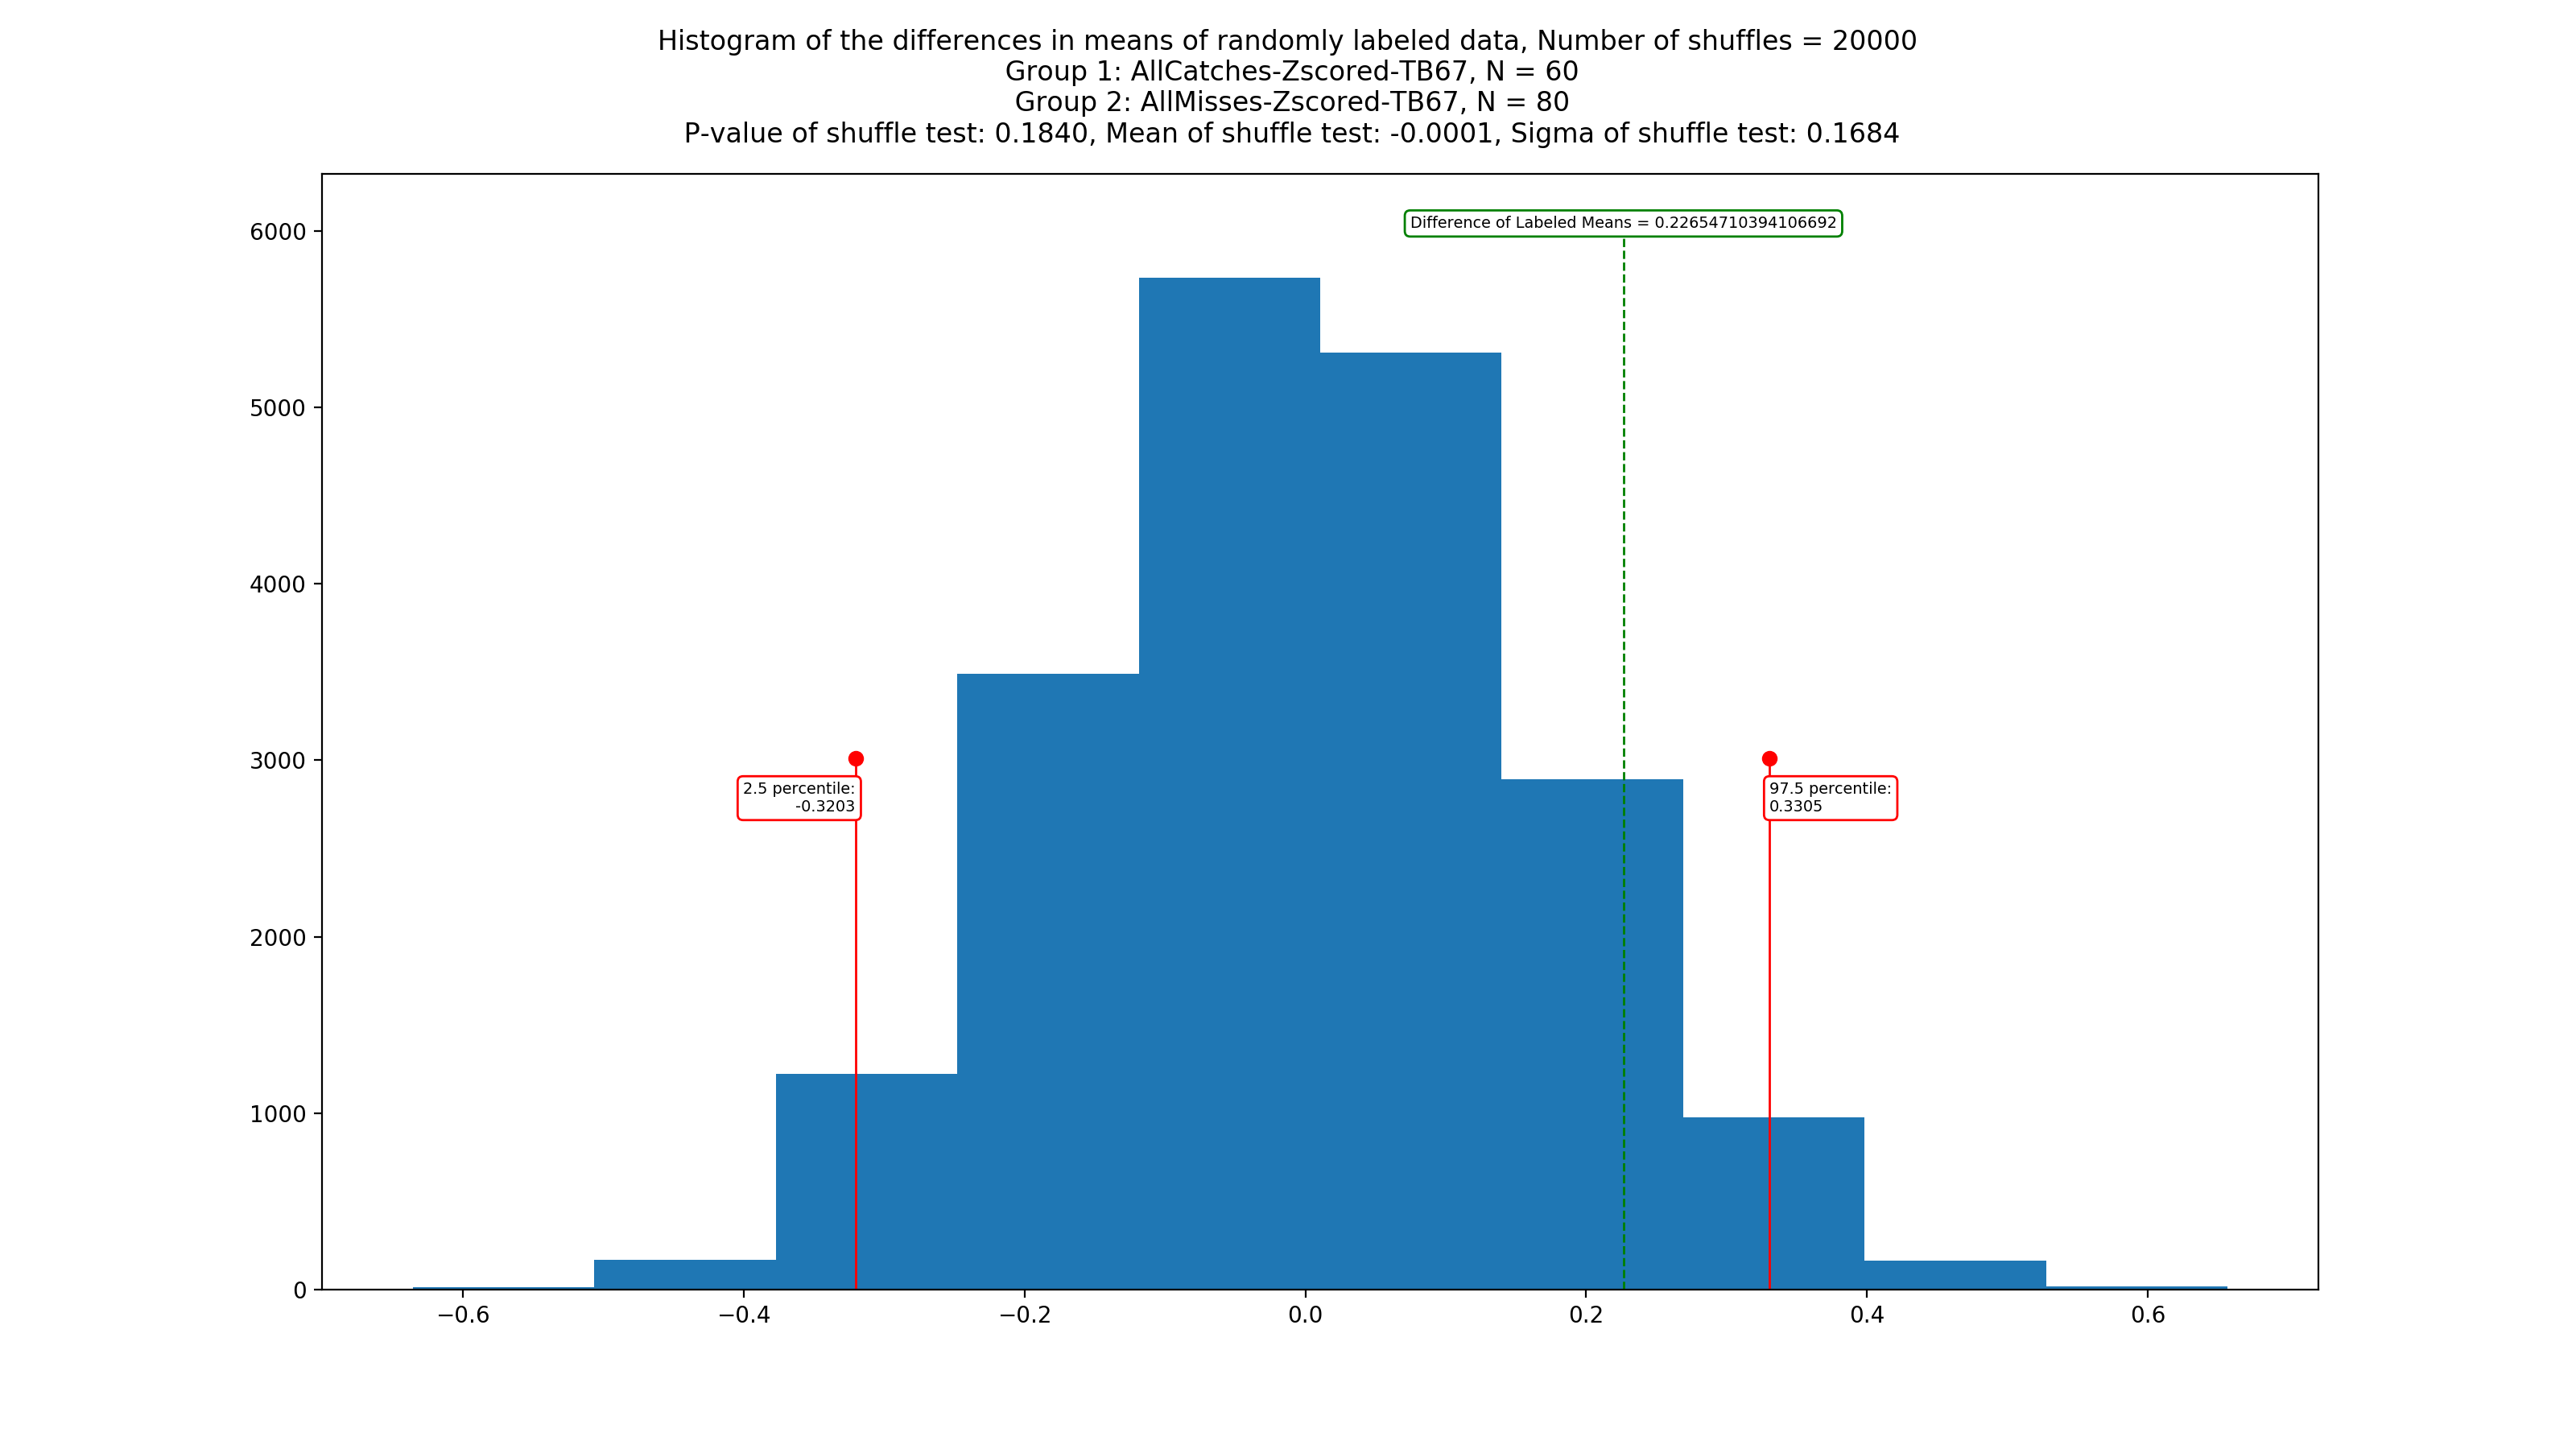 Histogram of the differences in means of randomly labeled data, Number of shuffles = 20000
Group 1: AllCatches-Zscored-TB67, N = 60
Group 2: AllMisses-Zscored-TB67, N = 80
P-value of shuffle test: 0.1840, Mean of shuffle test: -0.0001, Sigma of shuffle test: 0.1684
Difference of Labeled Means = 0.22654710394106692
6000
5000
4000
3000
2000
1000
0
2.5 percentile:
-0.3203
97.5 percentile:
0.3305
−0.6
−0.4
−0.2
0.0
0.2
0.4
0.6